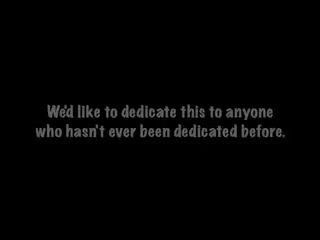 We'd like to dedicate this to anyone
who hasn't ever been dedicated before.